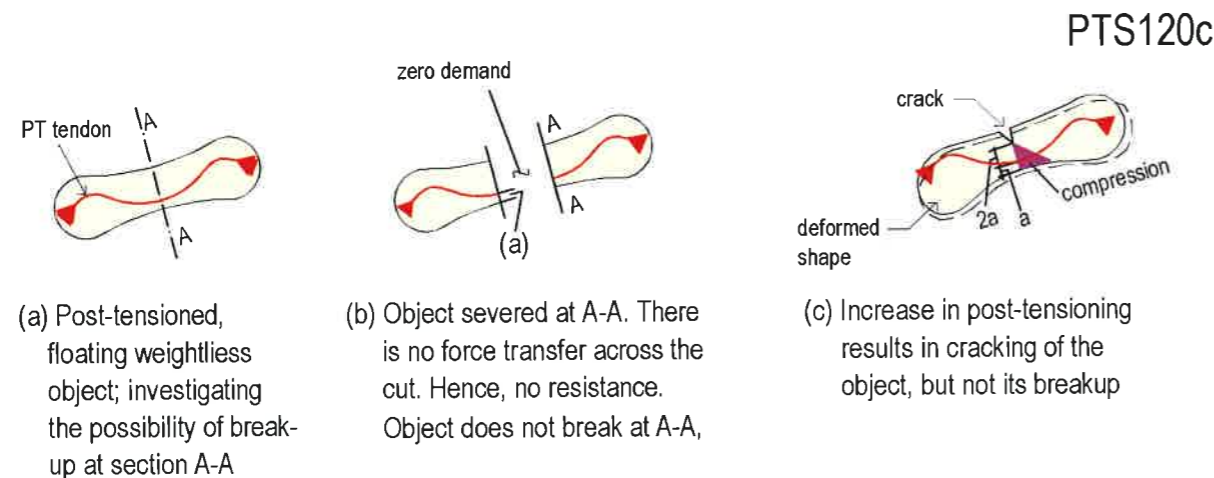 PTS120c
PT tendon
A
A
zero demand
A
A
(a)
crack
compression
2a
a
deformed
shape
(a) Post-tensioned,
floating weightliess
object; investigating
the possibility of break-
up at section A-A
(b) Object severed at A-A. There
is no force transfer across the
cut. Hence, no resistance.
Object does not break at A-A,
(c) Increase in post-tensioning
results in cracking of the
object, but not its breakup